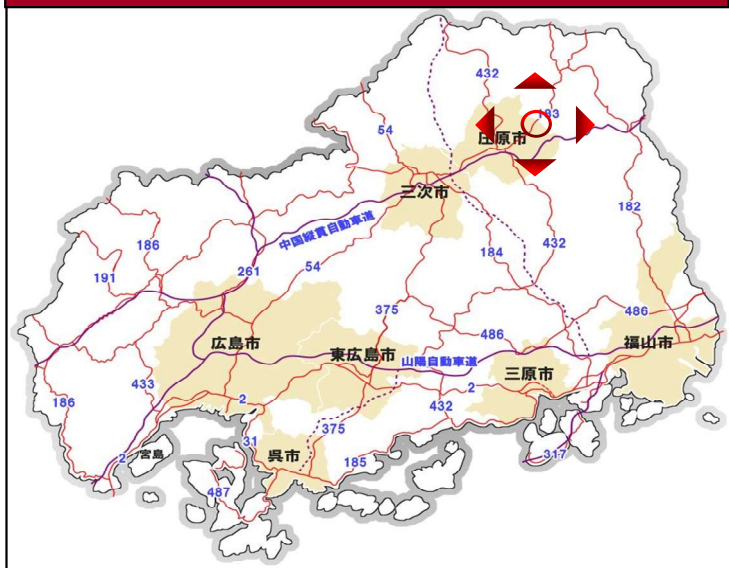 432
54
庄原市
三次市
中国縦貫自動車道
182
186
191
261
54
184
432
375
486
486
広島市
東広島市
山陽自動車道
三原市
福山市
433
186
2
2
432
宮島
2
31
呉市
375
185
317
487